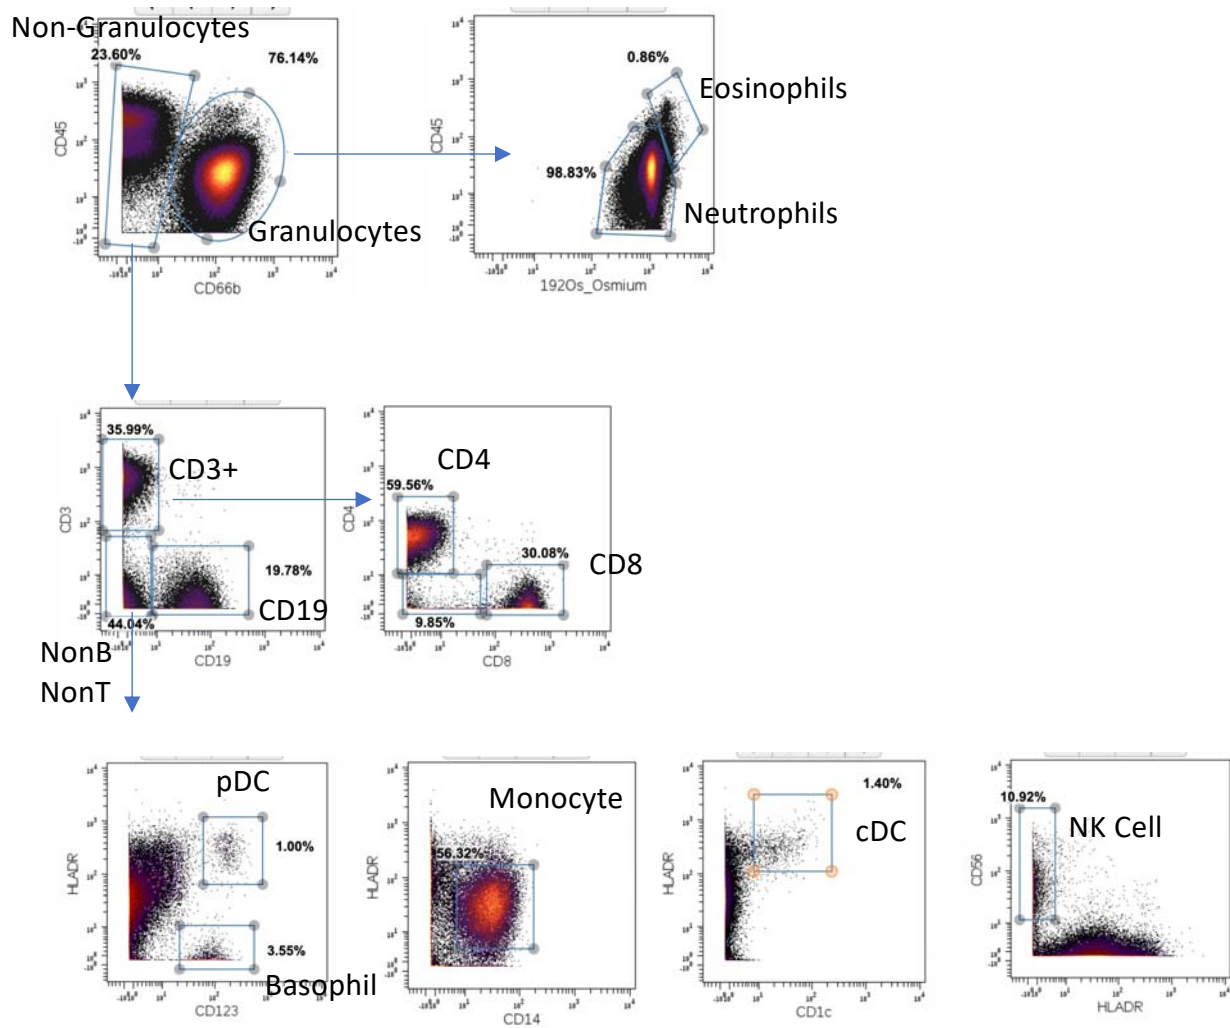 Non-Granulocytes
23.60%
76.14%
CD45
Granulocytes
CD66b
0.86%
Eosinophils
CD45
98.83%
Neutrophils
192Os_Osmium
35.99%
CD3+
CD3
19.78%
CD19
44.04%
CD19
NonB
NonT
CD4
59.56%
CD4
30.08%
CD8
9.85%
CD8
pDC
HLADR
1.00%
3.55%
Basophil
CD123
Monocyte
56.32%
HLADR
CD14
1.40%
cDC
HLADR
CD1c
10.92%
NK Cell
CD56
HLADR